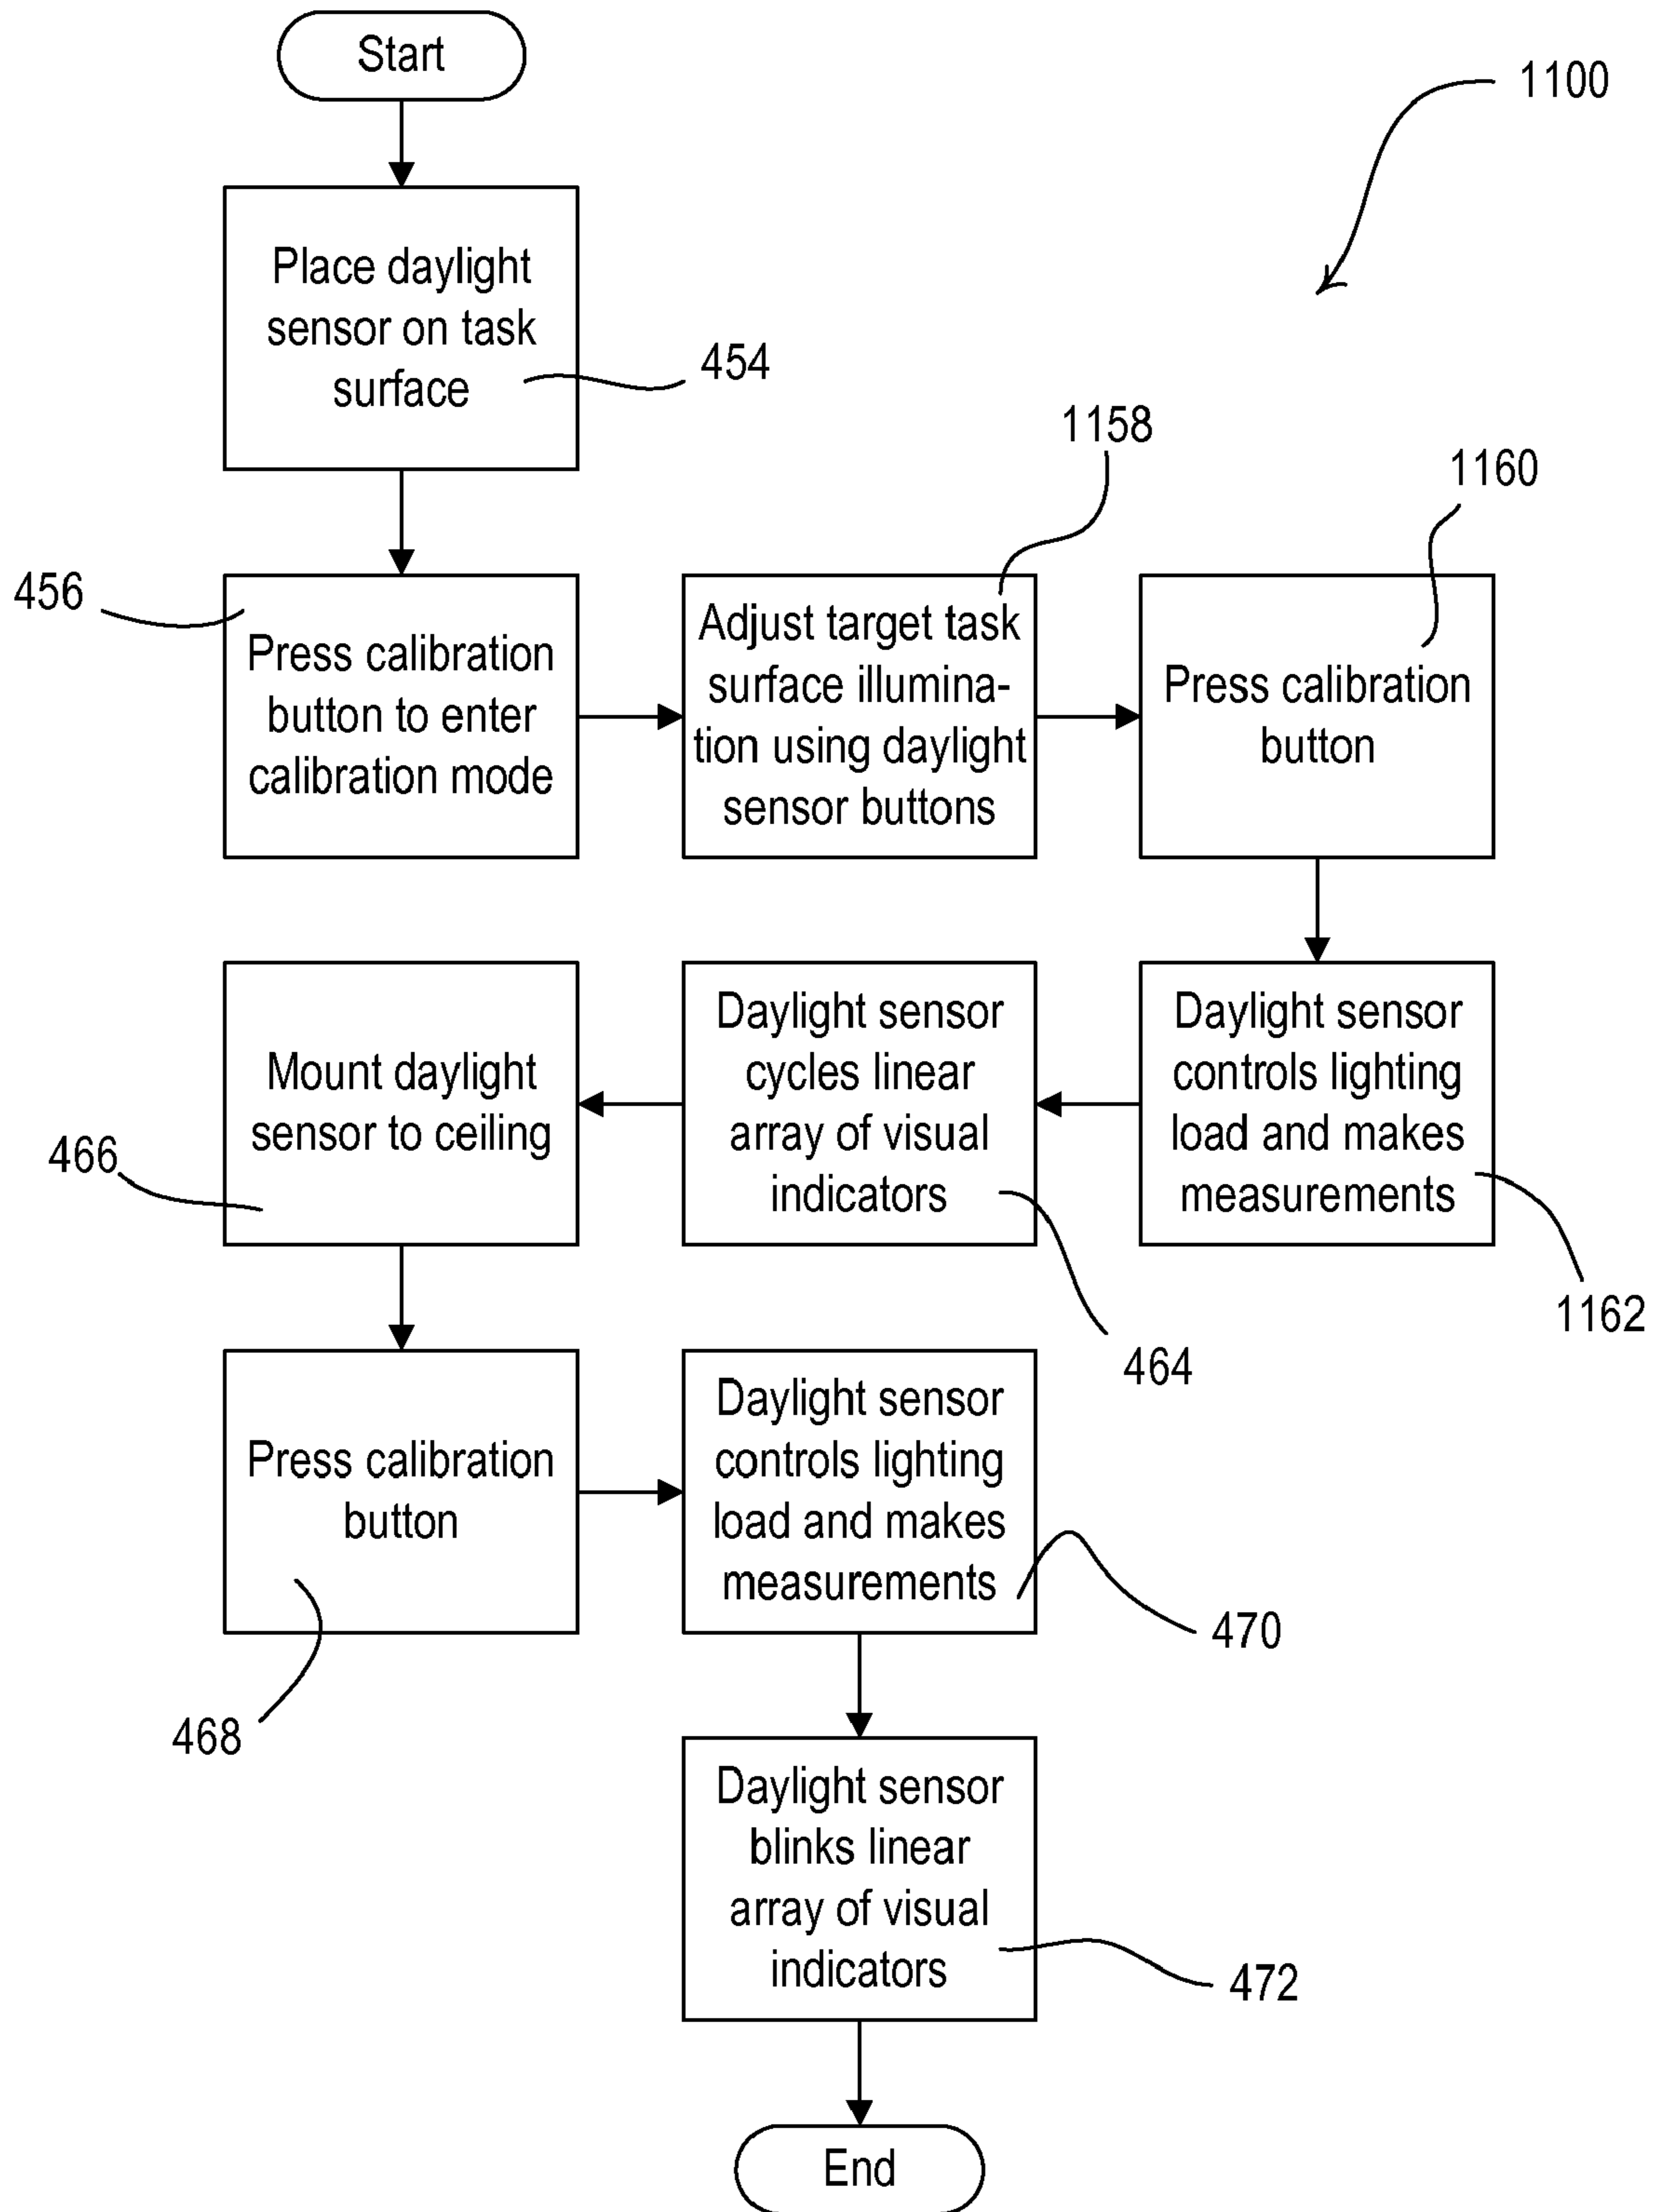 Start
1100
Place daylight
sensor on task
surface
454
456
Press calibration
button to enter
calibration mode
1158
Adjust target task
surface illumina-
tion using daylight
sensor buttons
1160
Press calibration
button
Daylight sensor
controls lighting
load and makes
measurements
1162
Daylight sensor
cycles linear
array of visual
indicators
464
Mount daylight
sensor to ceiling
466
Press calibration
button
468
Daylight sensor
controls lighting
load and makes
measurements
470
Daylight sensor
blinks linear
array of visual
indicators
472
End